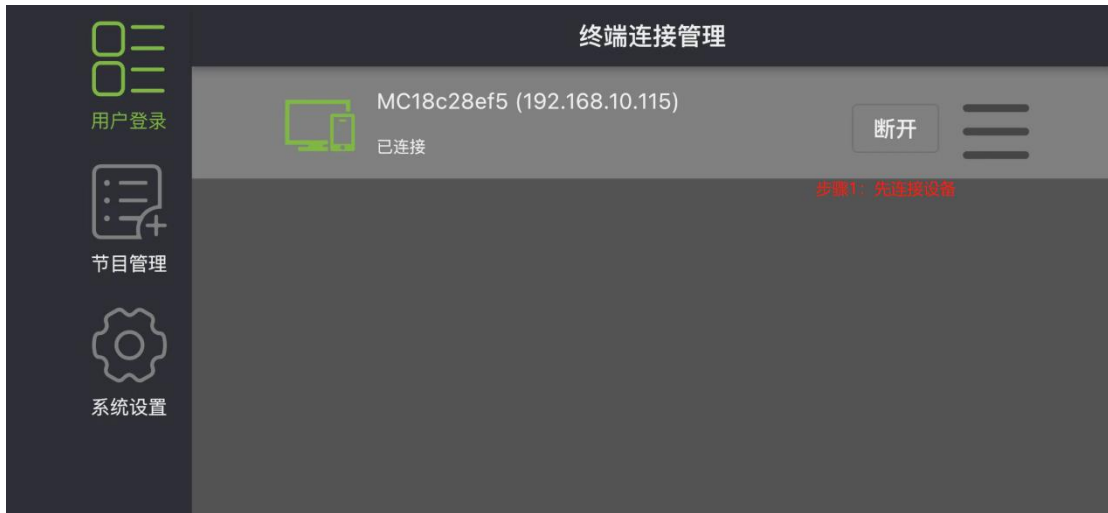 终端连接管理
用户登录
MC18c28ef5 (192.168.10.115)
已连接
断开
步骤1：先连接设备
节目管理
系统设置